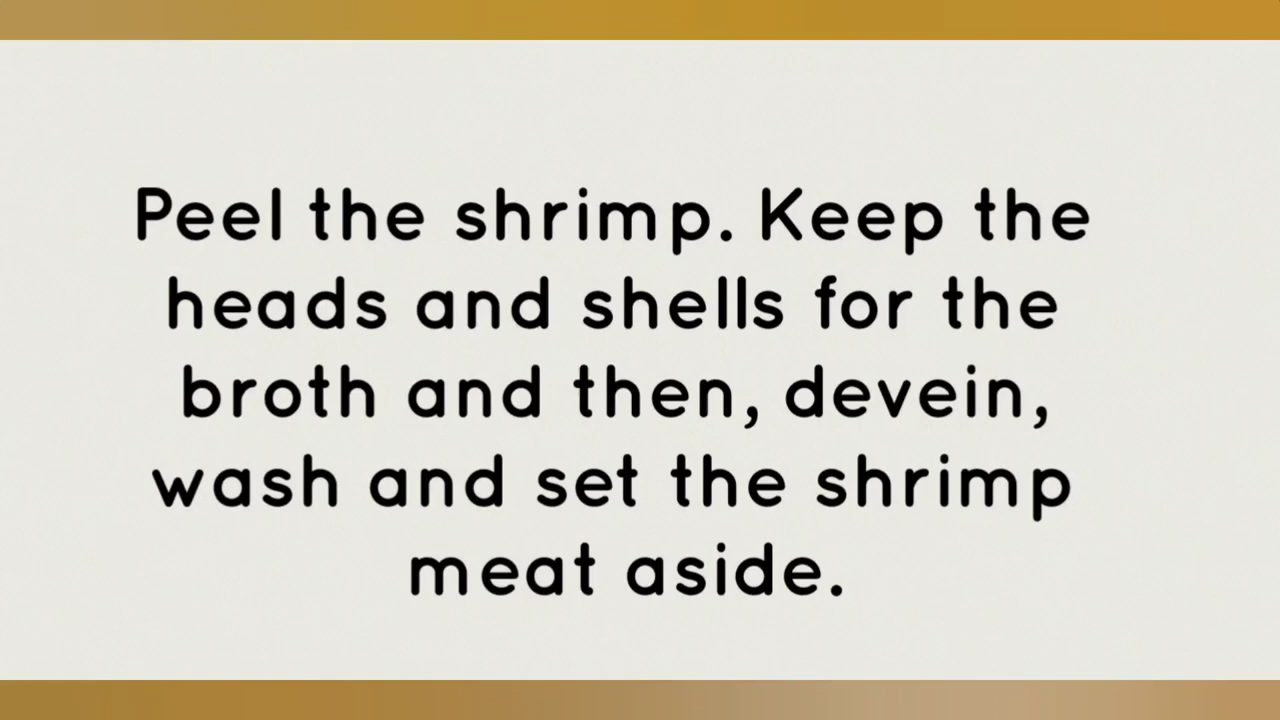 Peel the shrimp. Keep the
heads and shells for the
broth and then, devein,
wash and set the shrimp
meat aside.